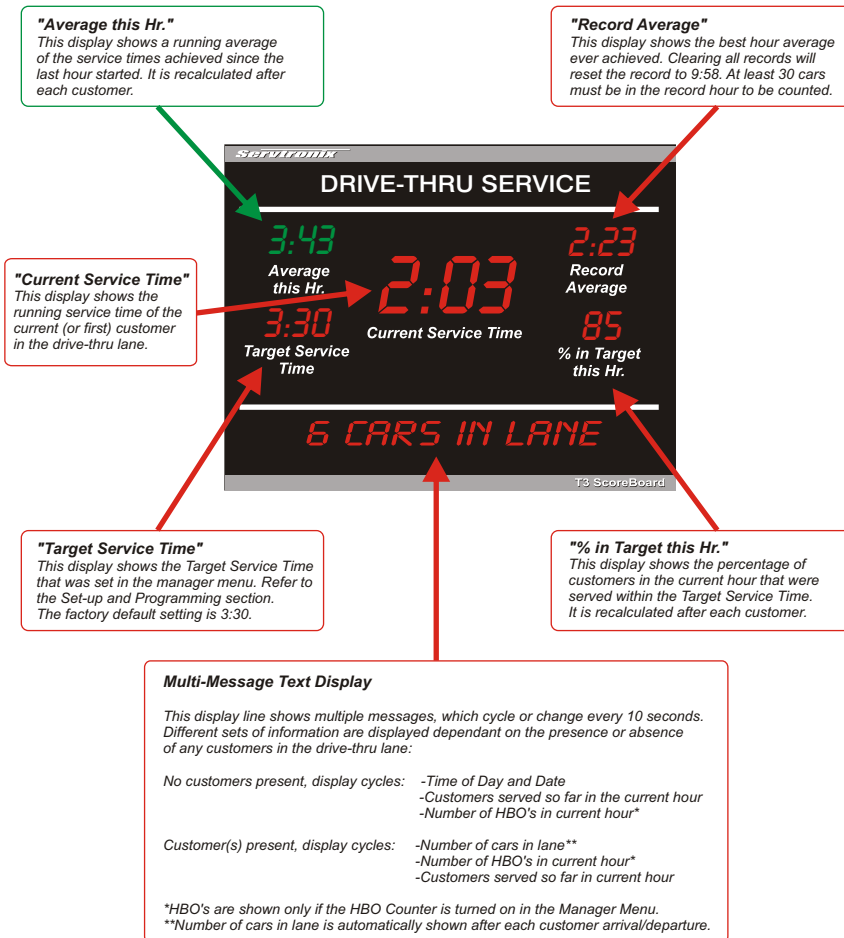 "Average this Hr."
This display shows a running average
of the service times achieved since the
last hour started. It is recalculated after
each customer.
"Record Average"
This display shows the best hour average
ever achieved. Clearing all records will
reset the record to 9:58. At least 30 cars
must be in the record hour to be counted.
Servtronix
DRIVE-THRU SERVICE
3:43
Average
this Hr.
2:23
Record
Average
"Current Service Time"
This display shows the
running service time of the
current (or first) customer
in the drive-thru lane.
2:03
Current Service Time
3:30
Target Service
Time
85
% in Target
this Hr.
6 CARS IN LANE
T3 ScoreBoard
"Target Service Time"
This display shows the Target Service Time
that was set in the manager menu. Refer to
the Set-up and Programming section.
The factory default setting is 3:30.
"% in Target this Hr."
This display shows the percentage of
customers in the current hour that were
served within the Target Service Time.
It is recalculated after each customer.
Multi-Message Text Display
This display line shows multiple messages, which cycle or change every 10 seconds.
Different sets of information are displayed dependant on the presence or absence
of any customers in the drive-thru lane:
No customers present, display cycles: -Time of Day and Date
-Customers served so far in the current hour
-Number of HBO's in current hour*
Customer(s) present, display cycles: -Number of cars in lane**
-Number of HBO's in current hour*
-Customers served so far in current hour
*HBO's are shown only if the HBO Counter is turned on in the Manager Menu.
**Number of cars in lane is automatically shown after each customer arrival/departure.